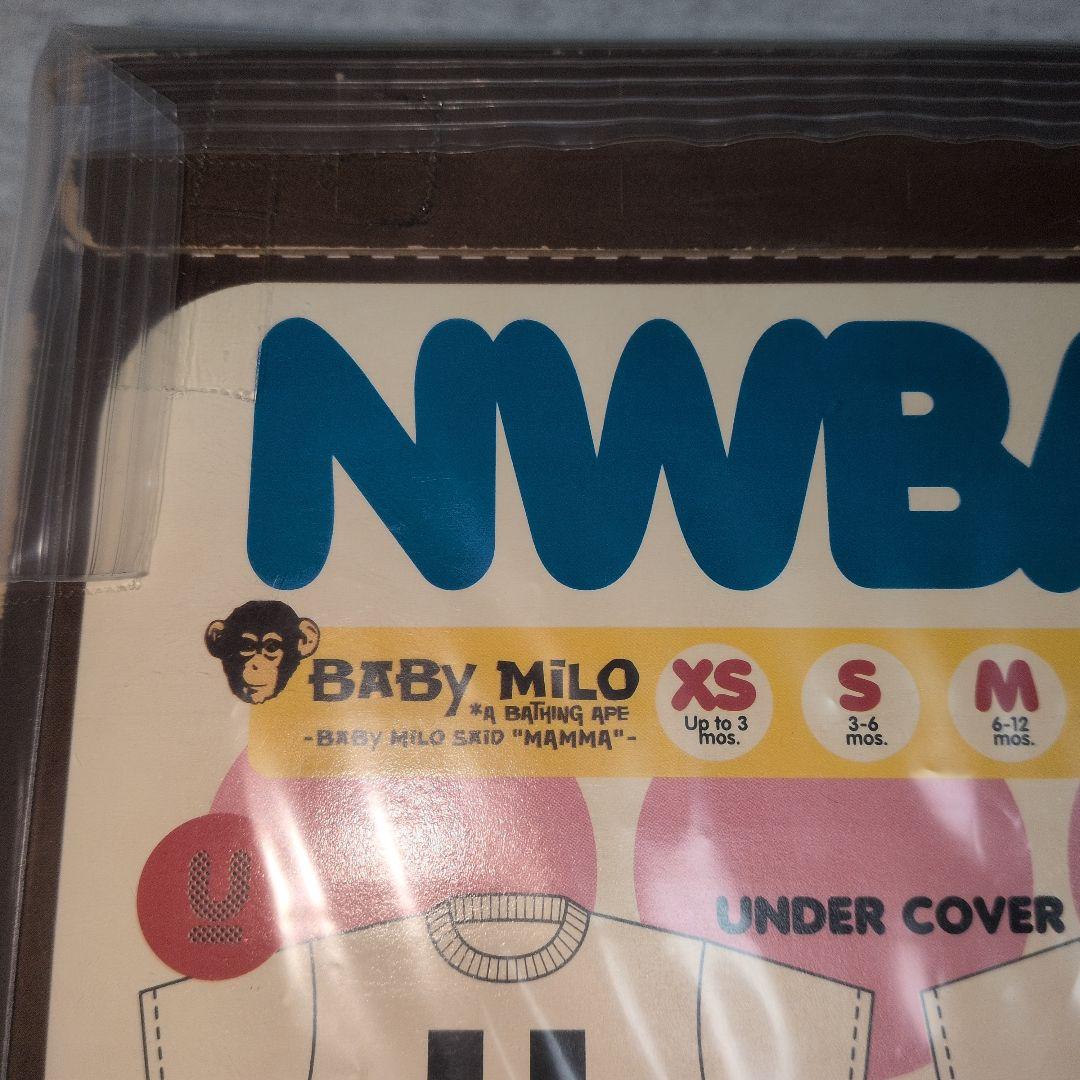 NWBA
BABY MiLO
*A BATHING APE
-BABY MILO SAID "MAMMA"-
XS
Up to 3
mos.
S
3-6
mos.
M
6-12
mos.
U
UNDER COVER
U